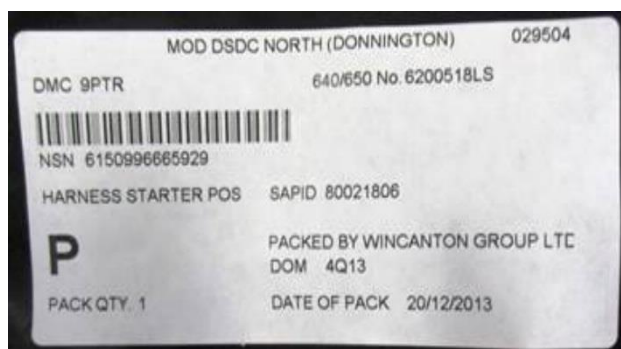 MOD DSDC NORTH (DONNINGTON) 029504
DMC 9PTR 640/650 No. 6200518LS
NSN 6150996665929
HARNESS STARTER POS SAPID 80021806
P PACKED BY WINCANTON GROUP LTD
DOM 4Q13
PACK QTY. 1 DATE OF PACK 20/12/2013